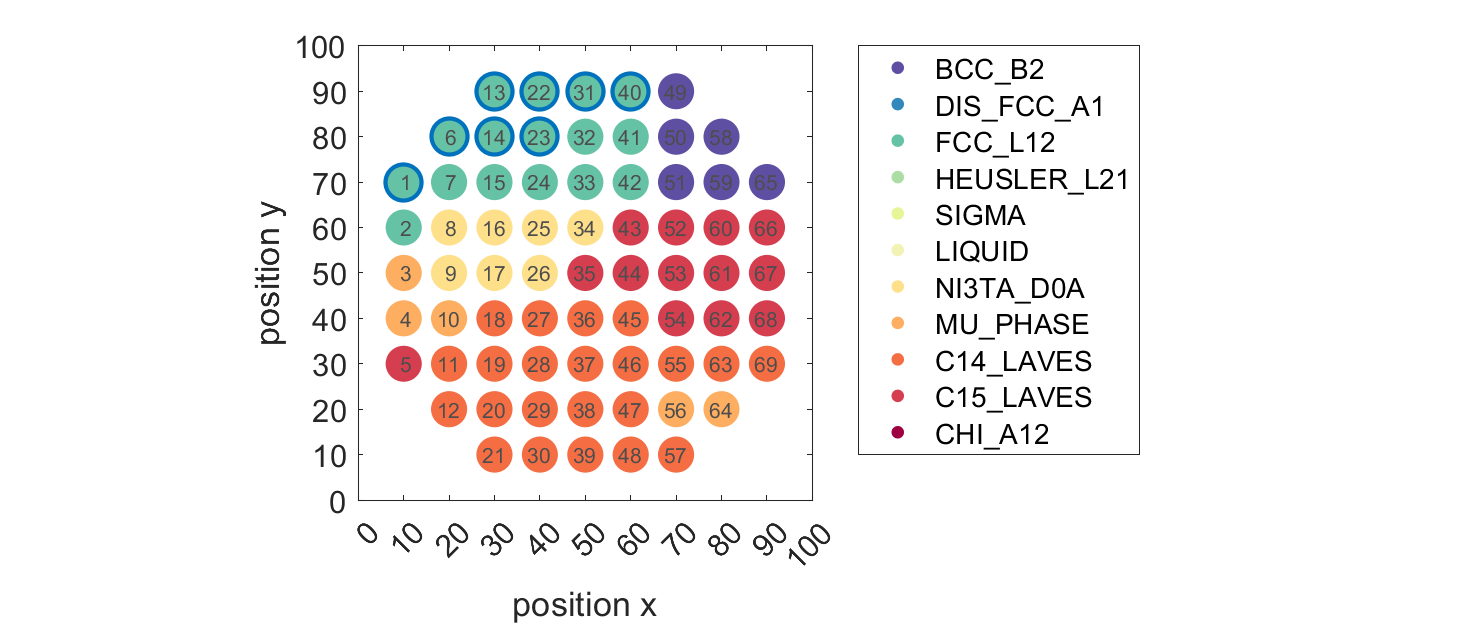 100
90 13 22 31 40 49
80 6 14 23 32 41 50 58
70 1 7 15 24 33 42 51 59 65
60 2 8 16 25 34 43 52 60 66
50 3 9 17 26 35 44 53 61 67
40 4 10 18 27 36 45 54 62 68
30 5 11 19 28 37 46 55 63 69
20 12 20 29 38 47 56 64
10 21 30 39 48 57
0
position y
0 10 20 30 40 50 60 70 80 90 100
position x
BCC_B2
DIS_FCC_A1
FCC_L12
HEUSLER_L21
SIGMA
LIQUID
NI3TA_D0A
MU_PHASE
C14_LAVES
C15_LAVES
CHI_A12